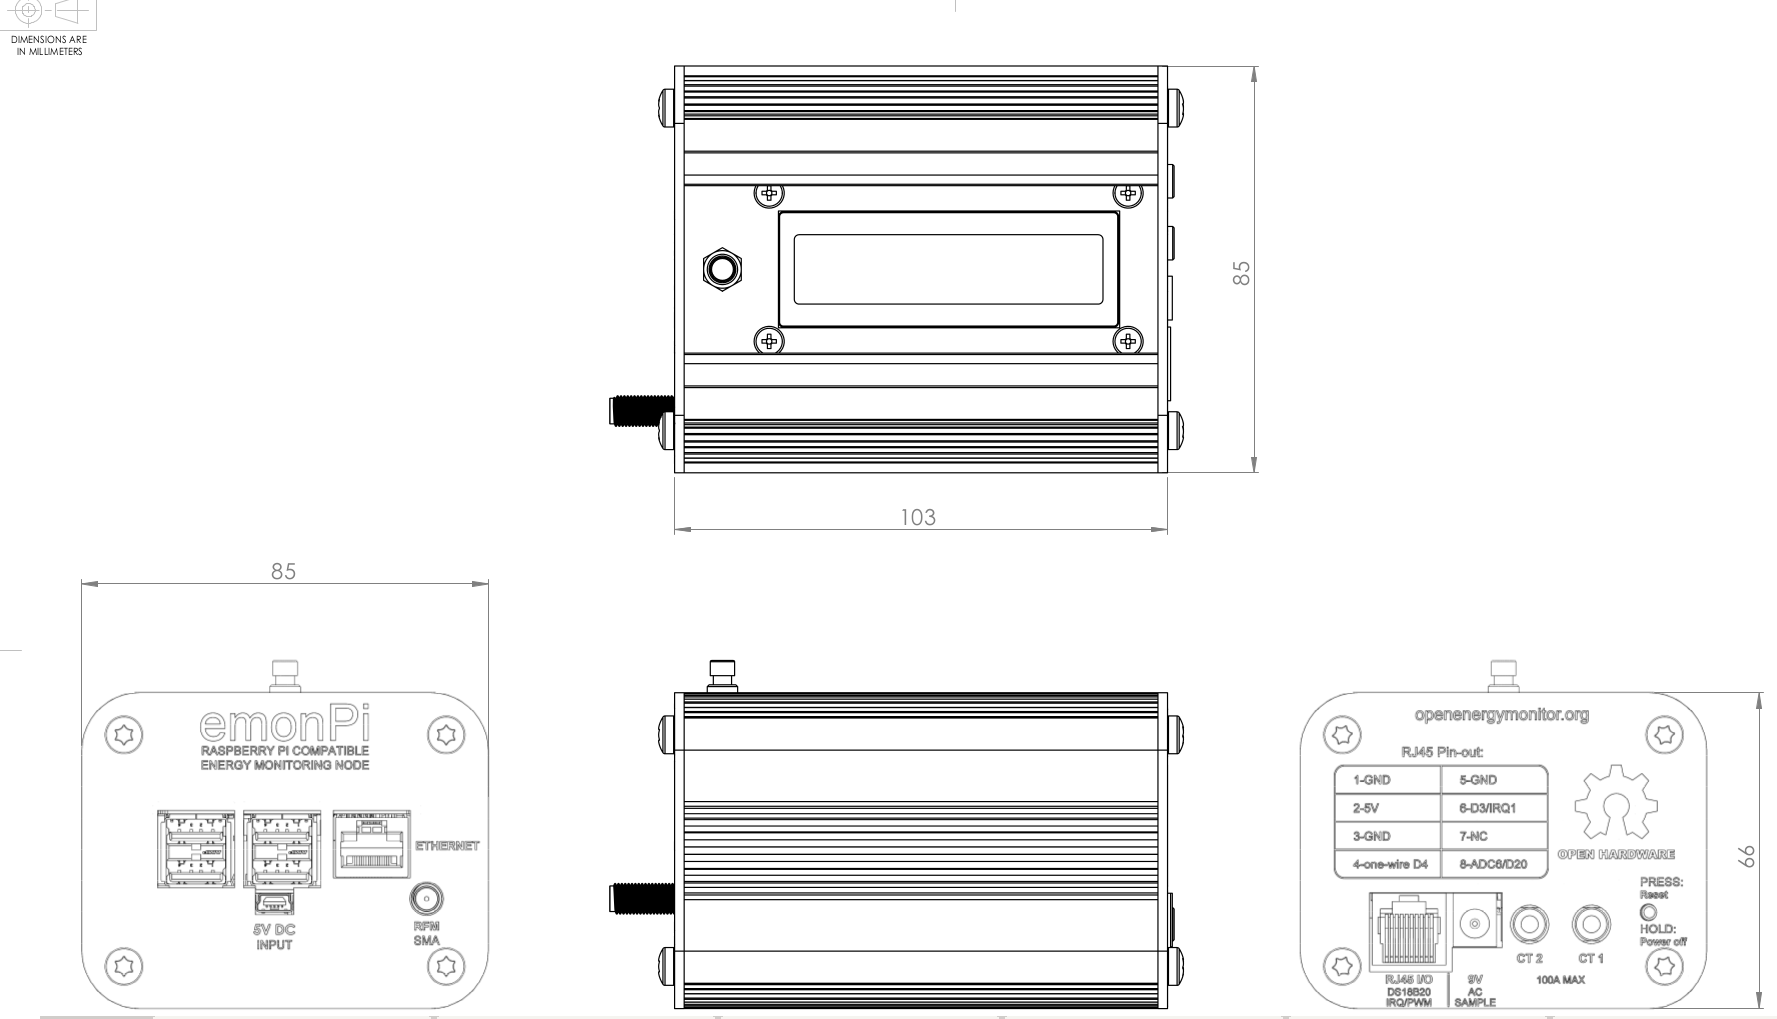 DIMENSIONS ARE
IN MILLIMETERS
85
103
85
emonPi
RASPBERRY PI COMPATIBLE
ENERGY MONITORING NODE
ETHERNET
RFM
SMA
5V DC
INPUT
openenergymonitor.org
RJ45 Pin-out:
1-GND 5-GND
2-5V 6-D3/IRQ1
3-GND 7-NC
4-one-wire D4 8-ADC6/D20
OPEN HARDWARE
PRESS:
Reset
HOLD:
Power off
CT 2 CT 1
100A MAX
RJ45 I/O
DS18B20
IRQ/PWM
9V
AC
SAMPLE
66